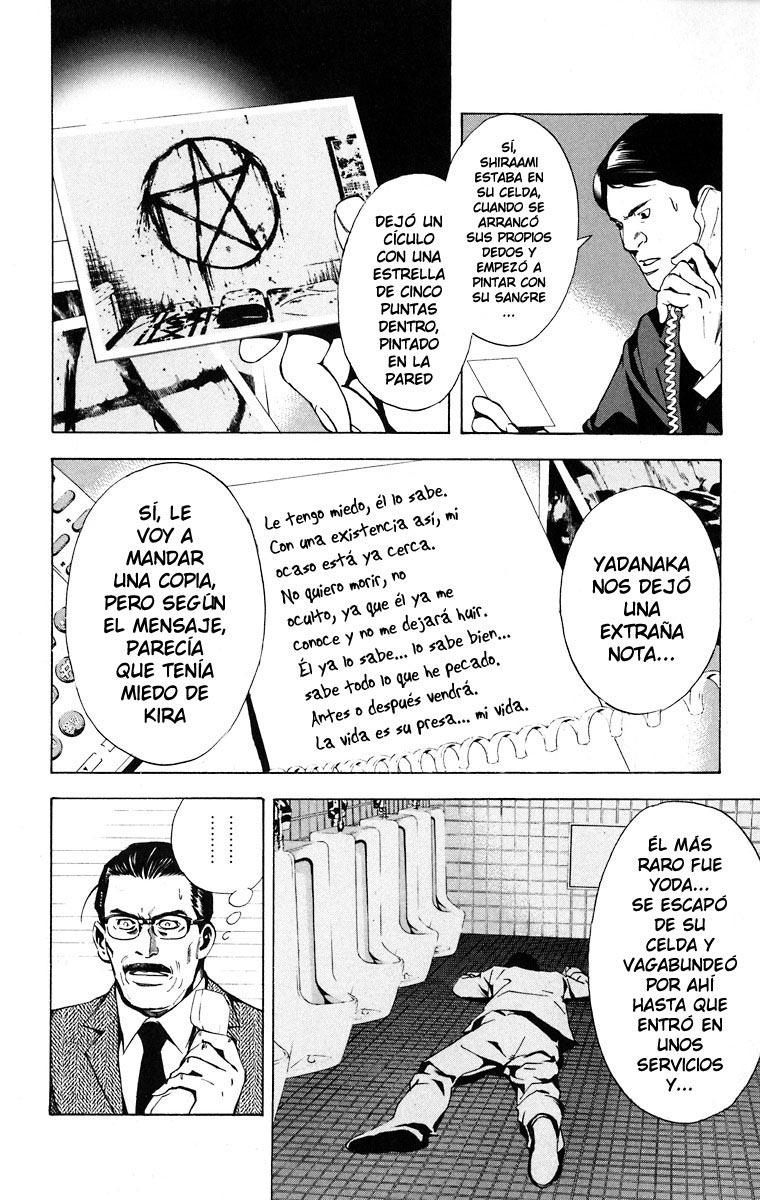 SÍ,
SHIRAAMI
ESTABA EN
SU CELDA,
CUANDO SE
ARRANCÓ
SUS PROPIOS
DEDOS Y
EMPEZÓ A
PINTAR CON
SU SANGRE
...
DEJÓ UN
CÍCULO
CON UNA
ESTRELLA
DE CINCO
PUNTAS
DENTRO,
PINTADO
EN LA
PARED
YADANAKA
NOS DEJÓ
UNA
EXTRAÑA
NOTA...
Le tengo miedo, él lo sabe.
Con una existencia así, mi
ocaso está ya cerca.
No quiero morir, no
oculto, ya que él ya me
conoce y no me dejará huir.
Él ya lo sabe... lo sabe bien...
sabe todo lo que he pecado.
Antes o después vendrá.
La vida es su presa... mi vida.
SÍ, LE
VOY A
MANDAR
UNA COPIA,
PERO SEGÚN
EL MENSAJE,
PARECÍA
QUE TENÍA
MIEDO DE
KIRA
ÉL MÁS
RARO FUE
YODA...
SE ESCAPÓ
DE SU
CELDA Y
VAGABUNDEÓ
POR AHÍ
HASTA QUE
ENTRÓ EN
UNOS
SERVICIOS
Y...
......